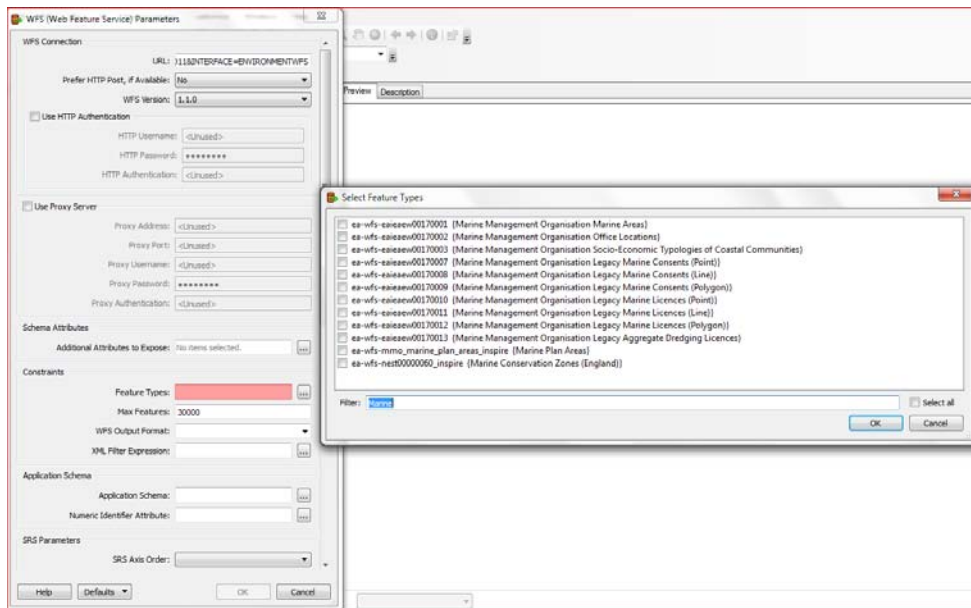 WFS (Web Feature Service) Parameters
WFS Connection
URL: )11&INTERFACE=ENVIRONMENTWFS
Prefer HTTP Post, if Available: No
WFS Version: 1.1.0
Use HTTP Authentication
HTTP Username: <Unused>
HTTP Password: ********
HTTP Authentication: <Unused>
Use Proxy Server
Proxy Address: <Unused>
Proxy Port: <Unused>
Proxy Username: <Unused>
Proxy Password: ********
Proxy Authentication: <Unused>
Schema Attributes
Additional Attributes to Expose: No items selected. ...
Constraints
Feature Types: ...
Max Features: 30000
WFS Output Format:
XML Filter Expression: ...
Application Schema
Application Schema: ...
Numeric Identifier Attribute: ...
SRS Parameters
SRS Axis Order:
Help Defaults OK Cancel
Preview Description
Select Feature Types
ea-wfs-eaieaew00170001 {Marine Management Organisation Marine Areas}
ea-wfs-eaieaew00170002 {Marine Management Organisation Office Locations}
ea-wfs-eaieaew00170003 {Marine Management Organisation Socio-Economic Typologies of Coastal Communities}
ea-wfs-eaieaew00170007 {Marine Management Organisation Legacy Marine Consents (Point)}
ea-wfs-eaieaew00170008 {Marine Management Organisation Legacy Marine Consents (Line)}
ea-wfs-eaieaew00170009 {Marine Management Organisation Legacy Marine Consents (Polygon)}
ea-wfs-eaieaew00170010 {Marine Management Organisation Legacy Marine Licences (Point)}
ea-wfs-eaieaew00170011 {Marine Management Organisation Legacy Marine Licences (Line)}
ea-wfs-eaieaew00170012 {Marine Management Organisation Legacy Marine Licences (Polygon)}
ea-wfs-eaieaew00170013 {Marine Management Organisation Legacy Aggregate Dredging Licences}
ea-wfs-mmo_marine_plan_areas_inspire {Marine Plan Areas}
ea-wfs-nest00000060_inspire {Marine Conservation Zones (England)}
Filter: Marine
Select all
OK Cancel